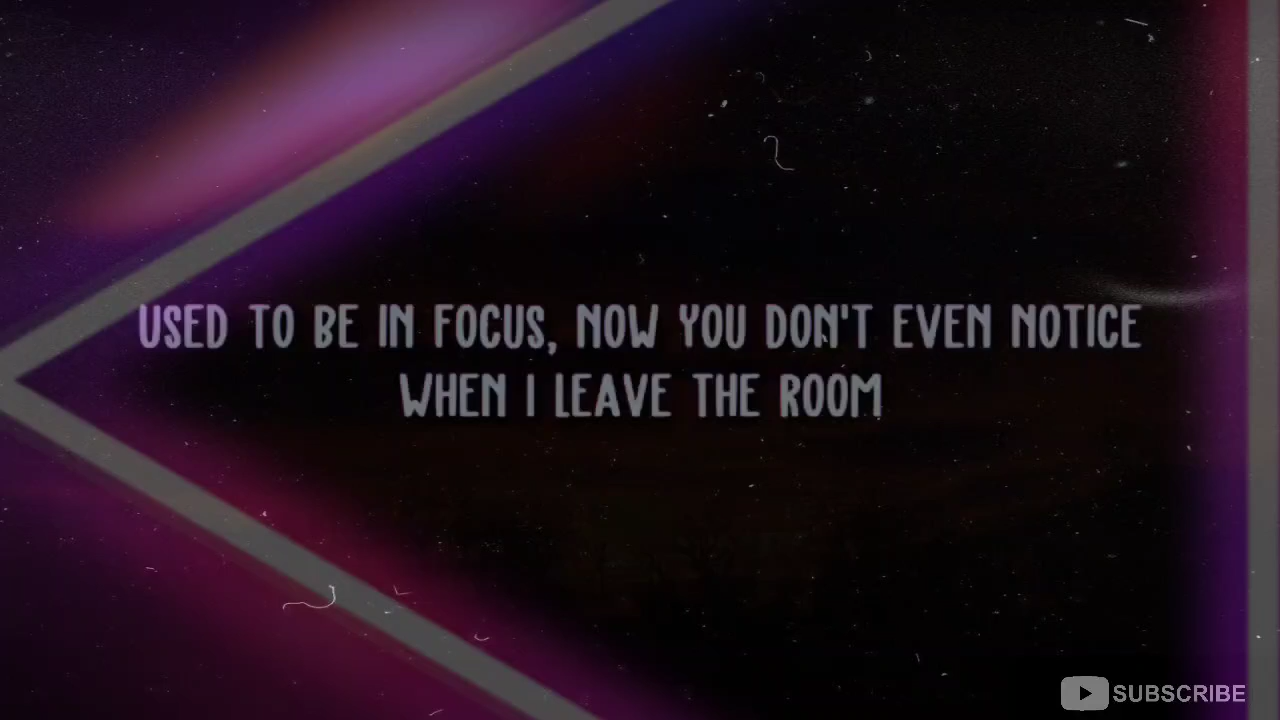 USED TO BE IN FOCUS, NOW YOU DON'T EVEN NOTICE
WHEN I LEAVE THE ROOM
SUBSCRIBE